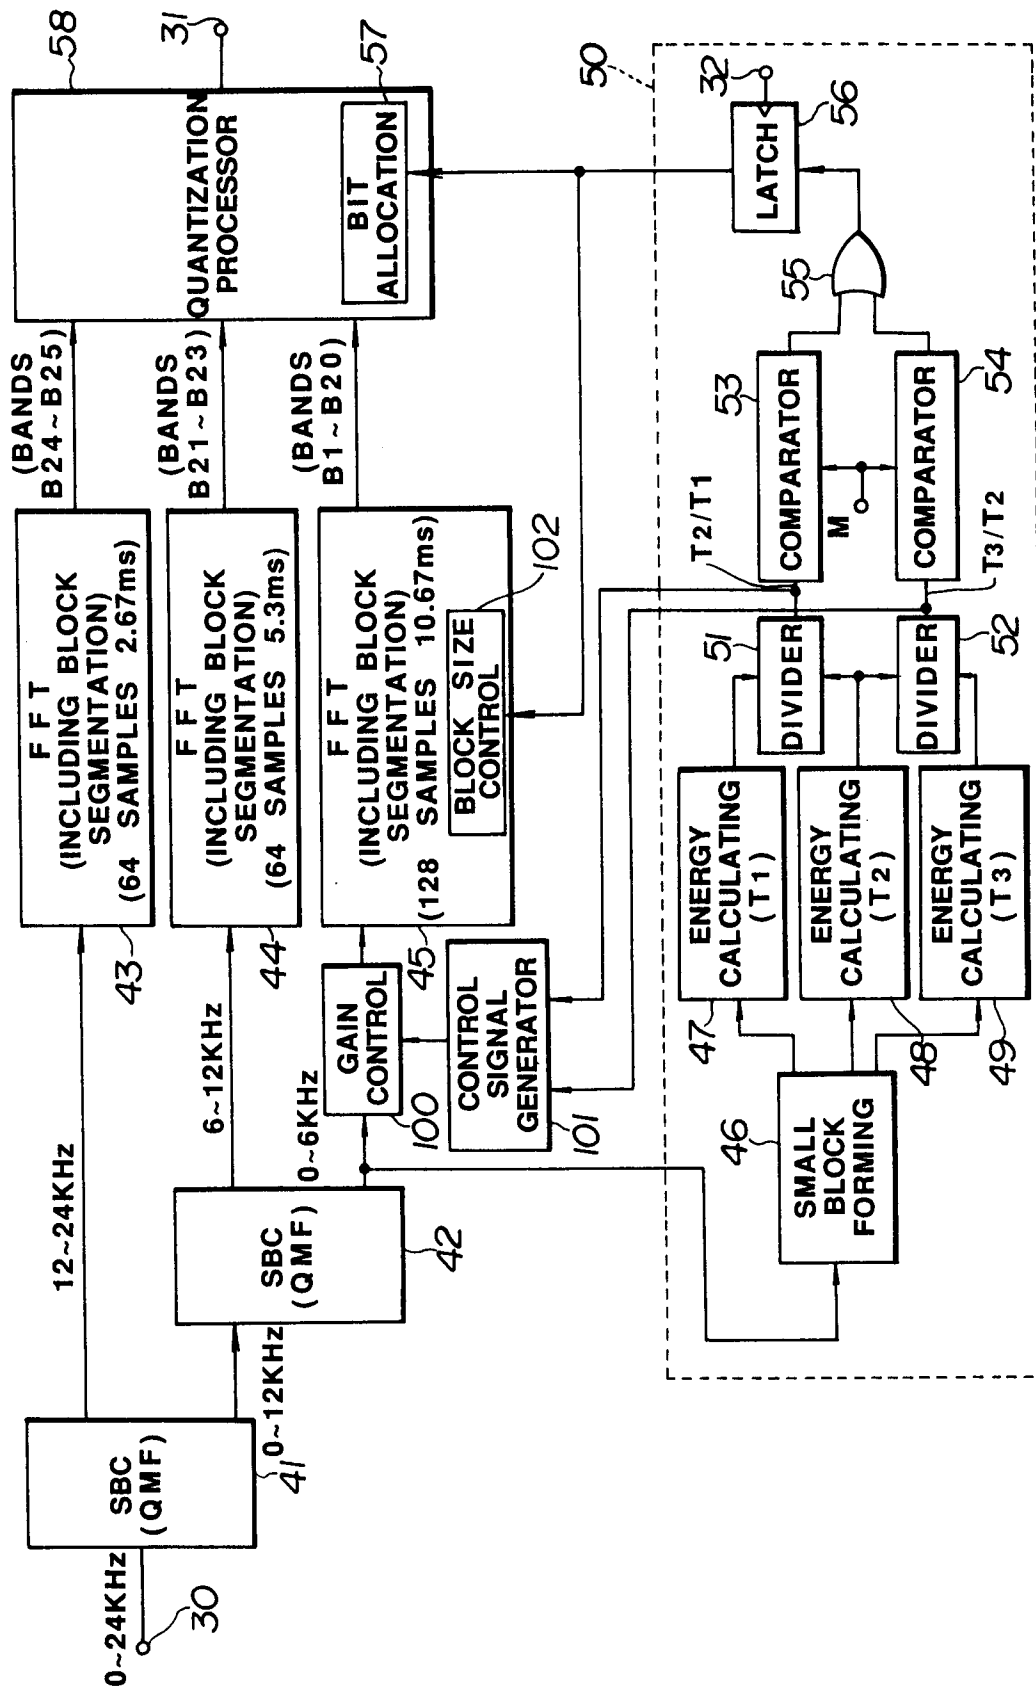 0~24KHz
30
SBC
(QMF)
41
12~24KHz
0~12KHz
SBC
(QMF)
42
6~12KHz
0~6KHz
GAIN
CONTROL
100
CONTROL
SIGNAL
GENERATOR
101
FFT
(INCLUDING BLOCK
SEGMENTATION)
(64 SAMPLES 2.67ms)
43
FFT
(INCLUDING BLOCK
SEGMENTATION)
(64 SAMPLES 5.3ms)
44
FFT
(INCLUDING BLOCK
SEGMENTATION)
(128 SAMPLES 10.67ms)
BLOCK SIZE
CONTROL
102
45
(BANDS
B24~B25)
(BANDS
B21~B23)
(BANDS
B1~B20)
QUANTIZATION
PROCESSOR
BIT
ALLOCATION
57
58
31
50
SMALL
BLOCK
FORMING
46
ENERGY
CALCULATING
(T1)
47
ENERGY
CALCULATING
(T2)
48
ENERGY
CALCULATING
(T3)
49
DIVIDER
51
DIVIDER
52
T2/T1
T3/T2
COMPARATOR
53
M
COMPARATOR
54
55
LATCH
56
32